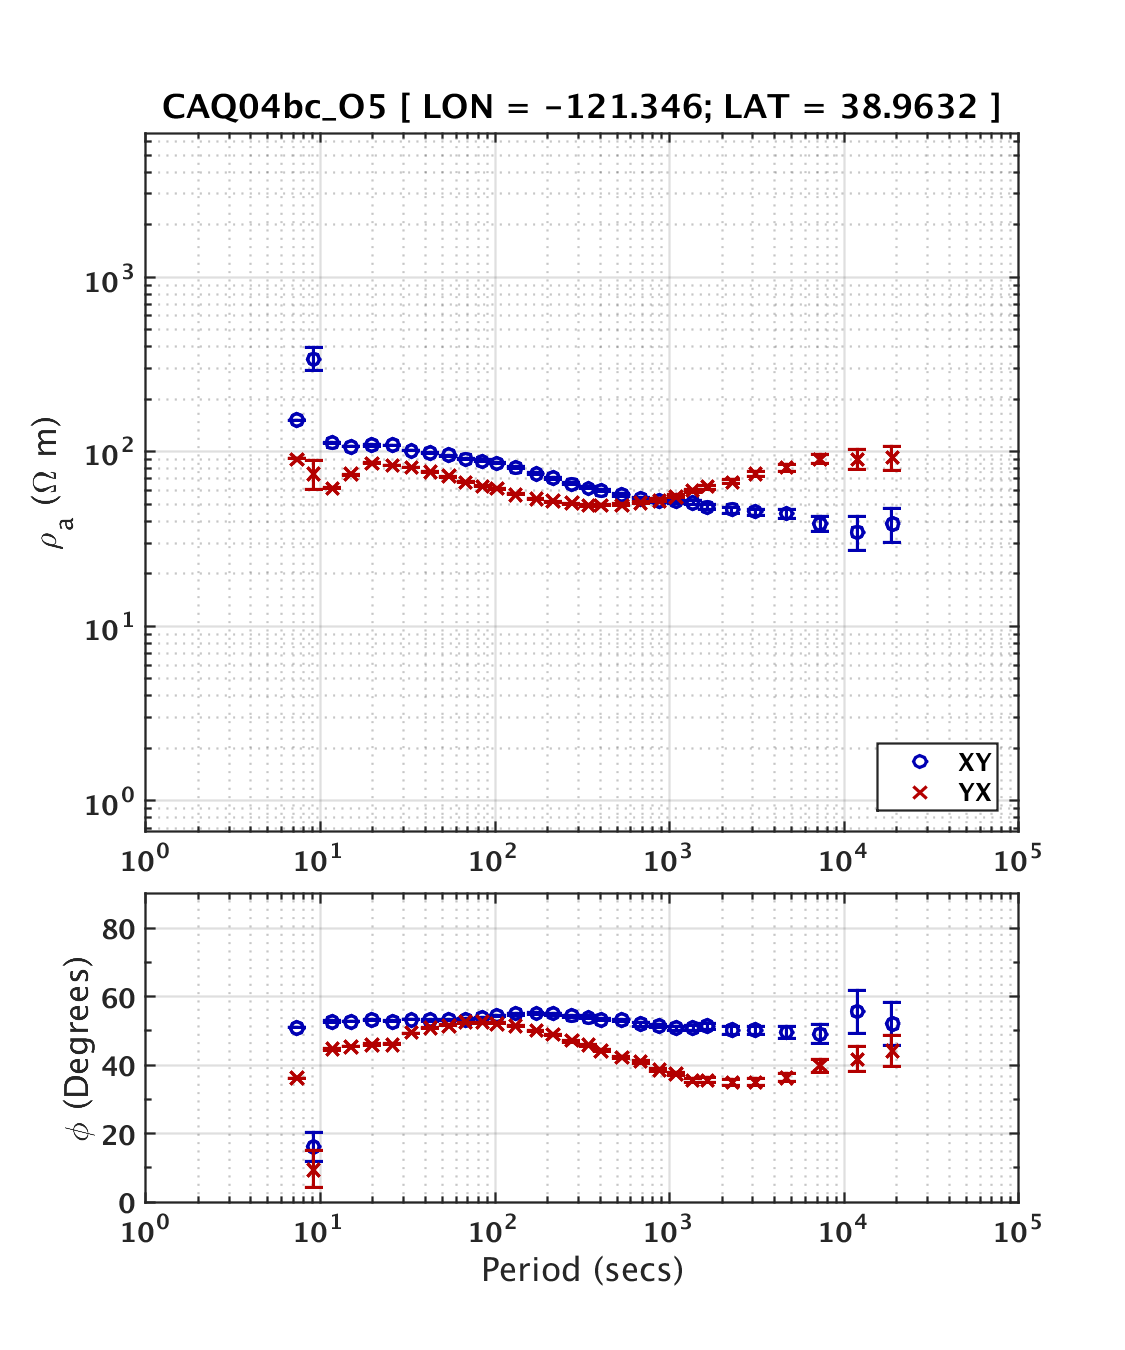 CAQ04bc_O5 [ LON = -121.346; LAT = 38.9632 ]
10³
10²
10¹
10⁰
ρa (Ω m)
XY
YX
10⁰ 10¹ 10² 10³ 10⁴ 10⁵
80
60
40
20
0
ϕ (Degrees)
10⁰ 10¹ 10² 10³ 10⁴ 10⁵
Period (secs)